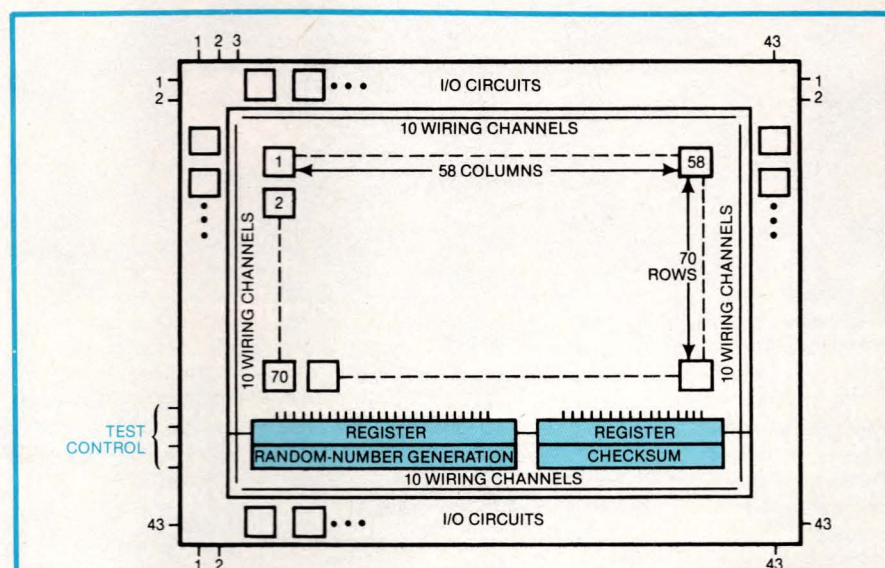 1 2 3 43
1 I/O CIRCUITS 1
2 2
10 WIRING CHANNELS
1 58
58 COLUMNS
2
10 WIRING CHANNELS
70 ROWS
10 WIRING CHANNELS
70
TEST CONTROL
REGISTER REGISTER
RANDOM-NUMBER GENERATION CHECKSUM
10 WIRING CHANNELS
43 I/O CIRCUITS 43
1 2 43